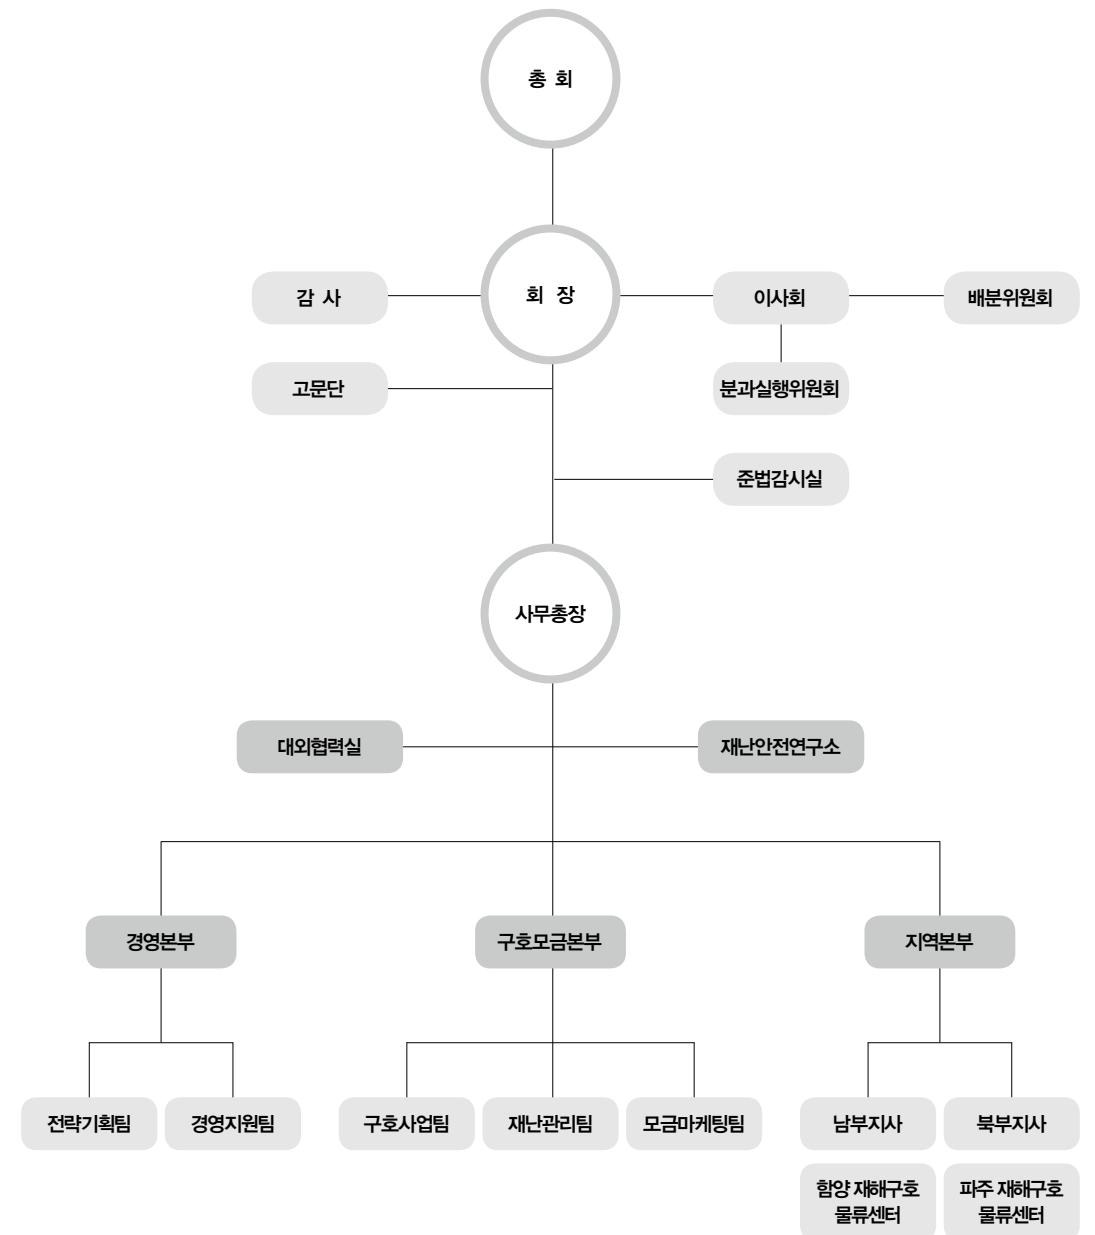 총 회
감 사
회 장
이사회
배분위원회
고문단
분과실행위원회
준법감시실
사무총장
대외협력실
재난안전연구소
경영본부
구호모금본부
지역본부
전략기획팀
경영지원팀
구호사업팀
재난관리팀
모금마케팅팀
남부지사
북부지사
함양 재해구호
물류센터
파주 재해구호
물류센터